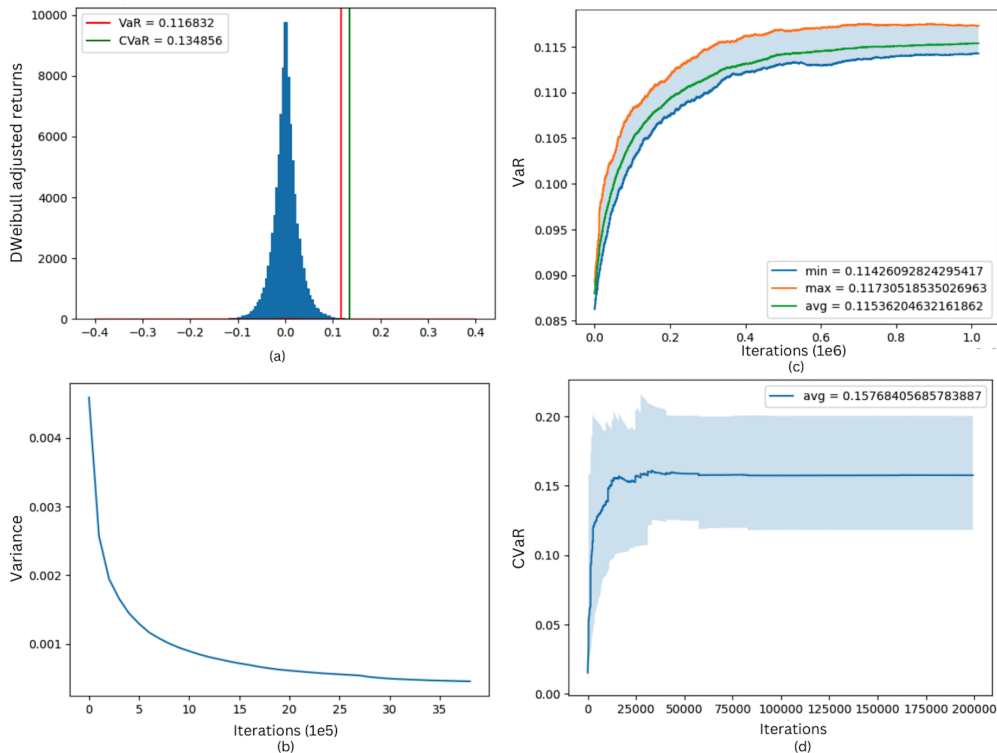 DWeibull adjusted returns
10000
8000
6000
4000
2000
0
VaR = 0.116832
CVaR = 0.134856
−0.4 −0.3 −0.2 −0.1 0.0 0.1 0.2 0.3 0.4
(a)
VaR
0.115
0.110
0.105
0.100
0.095
0.090
0.085
min = 0.11426092824295417
max = 0.11730518535026963
avg = 0.11536204632161862
0.0 0.2 0.4 0.6 0.8 1.0
Iterations (1e6)
(c)
Variance
0.004
0.003
0.002
0.001
0 5 10 15 20 25 30 35
Iterations (1e5)
(b)
CVaR
0.20
0.15
0.10
0.05
0.00
avg = 0.15768405685783887
0 25000 50000 75000 100000 125000 150000 175000 200000
Iterations
(d)